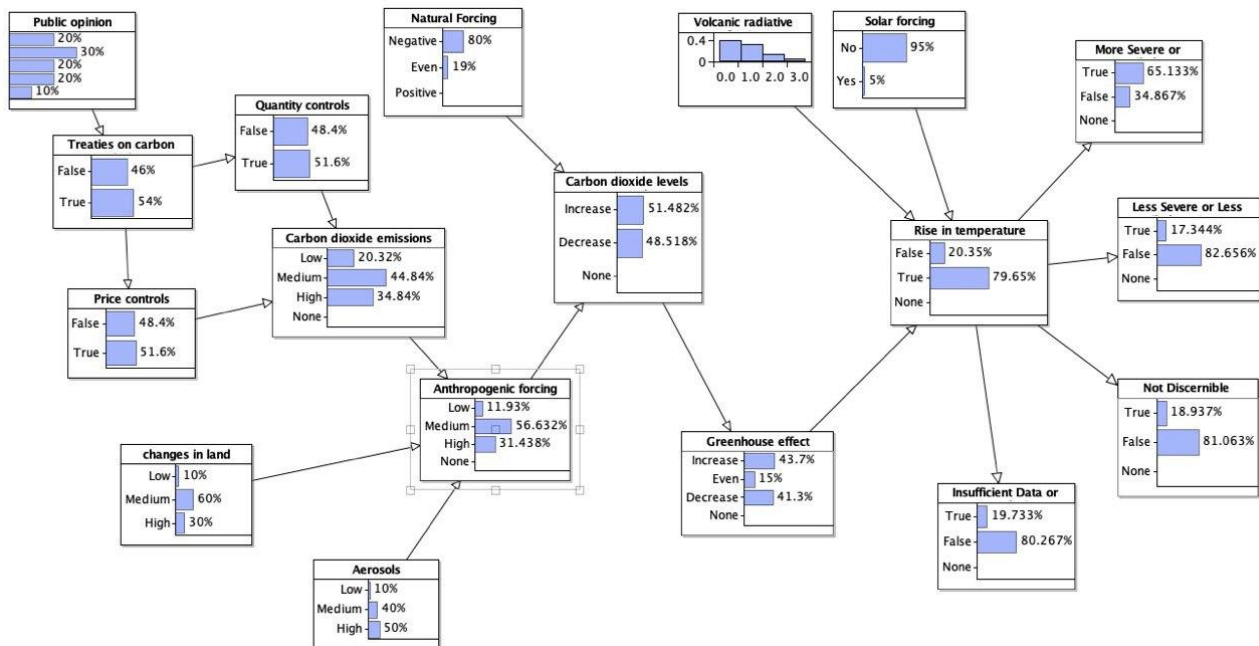 Public opinion
20%
30%
20%
20%
10%
Treaties on carbon
False 46%
True 54%
Quantity controls
False 48.4%
True 51.6%
Price controls
False 48.4%
True 51.6%
Carbon dioxide emissions
Low 20.32%
Medium 44.84%
High 34.84%
None
Natural Forcing
Negative 80%
Even 19%
Positive
changes in land
Low 10%
Medium 60%
High 30%
Aerosols
Low 10%
Medium 40%
High 50%
Anthropogenic forcing
Low 11.93%
Medium 56.632%
High 31.438%
None
Carbon dioxide levels
Increase 51.482%
Decrease 48.518%
None
Greenhouse effect
Increase 43.7%
Even 15%
Decrease 41.3%
None
Volcanic radiative
0.4
0
0.0 1.0 2.0 3.0
Solar forcing
No 95%
Yes 5%
Rise in temperature
False 20.35%
True 79.65%
None
More Severe or
True 65.133%
False 34.867%
None
Less Severe or Less
True 17.344%
False 82.656%
None
Not Discernible
True 18.937%
False 81.063%
None
Insufficient Data or
True 19.733%
False 80.267%
None